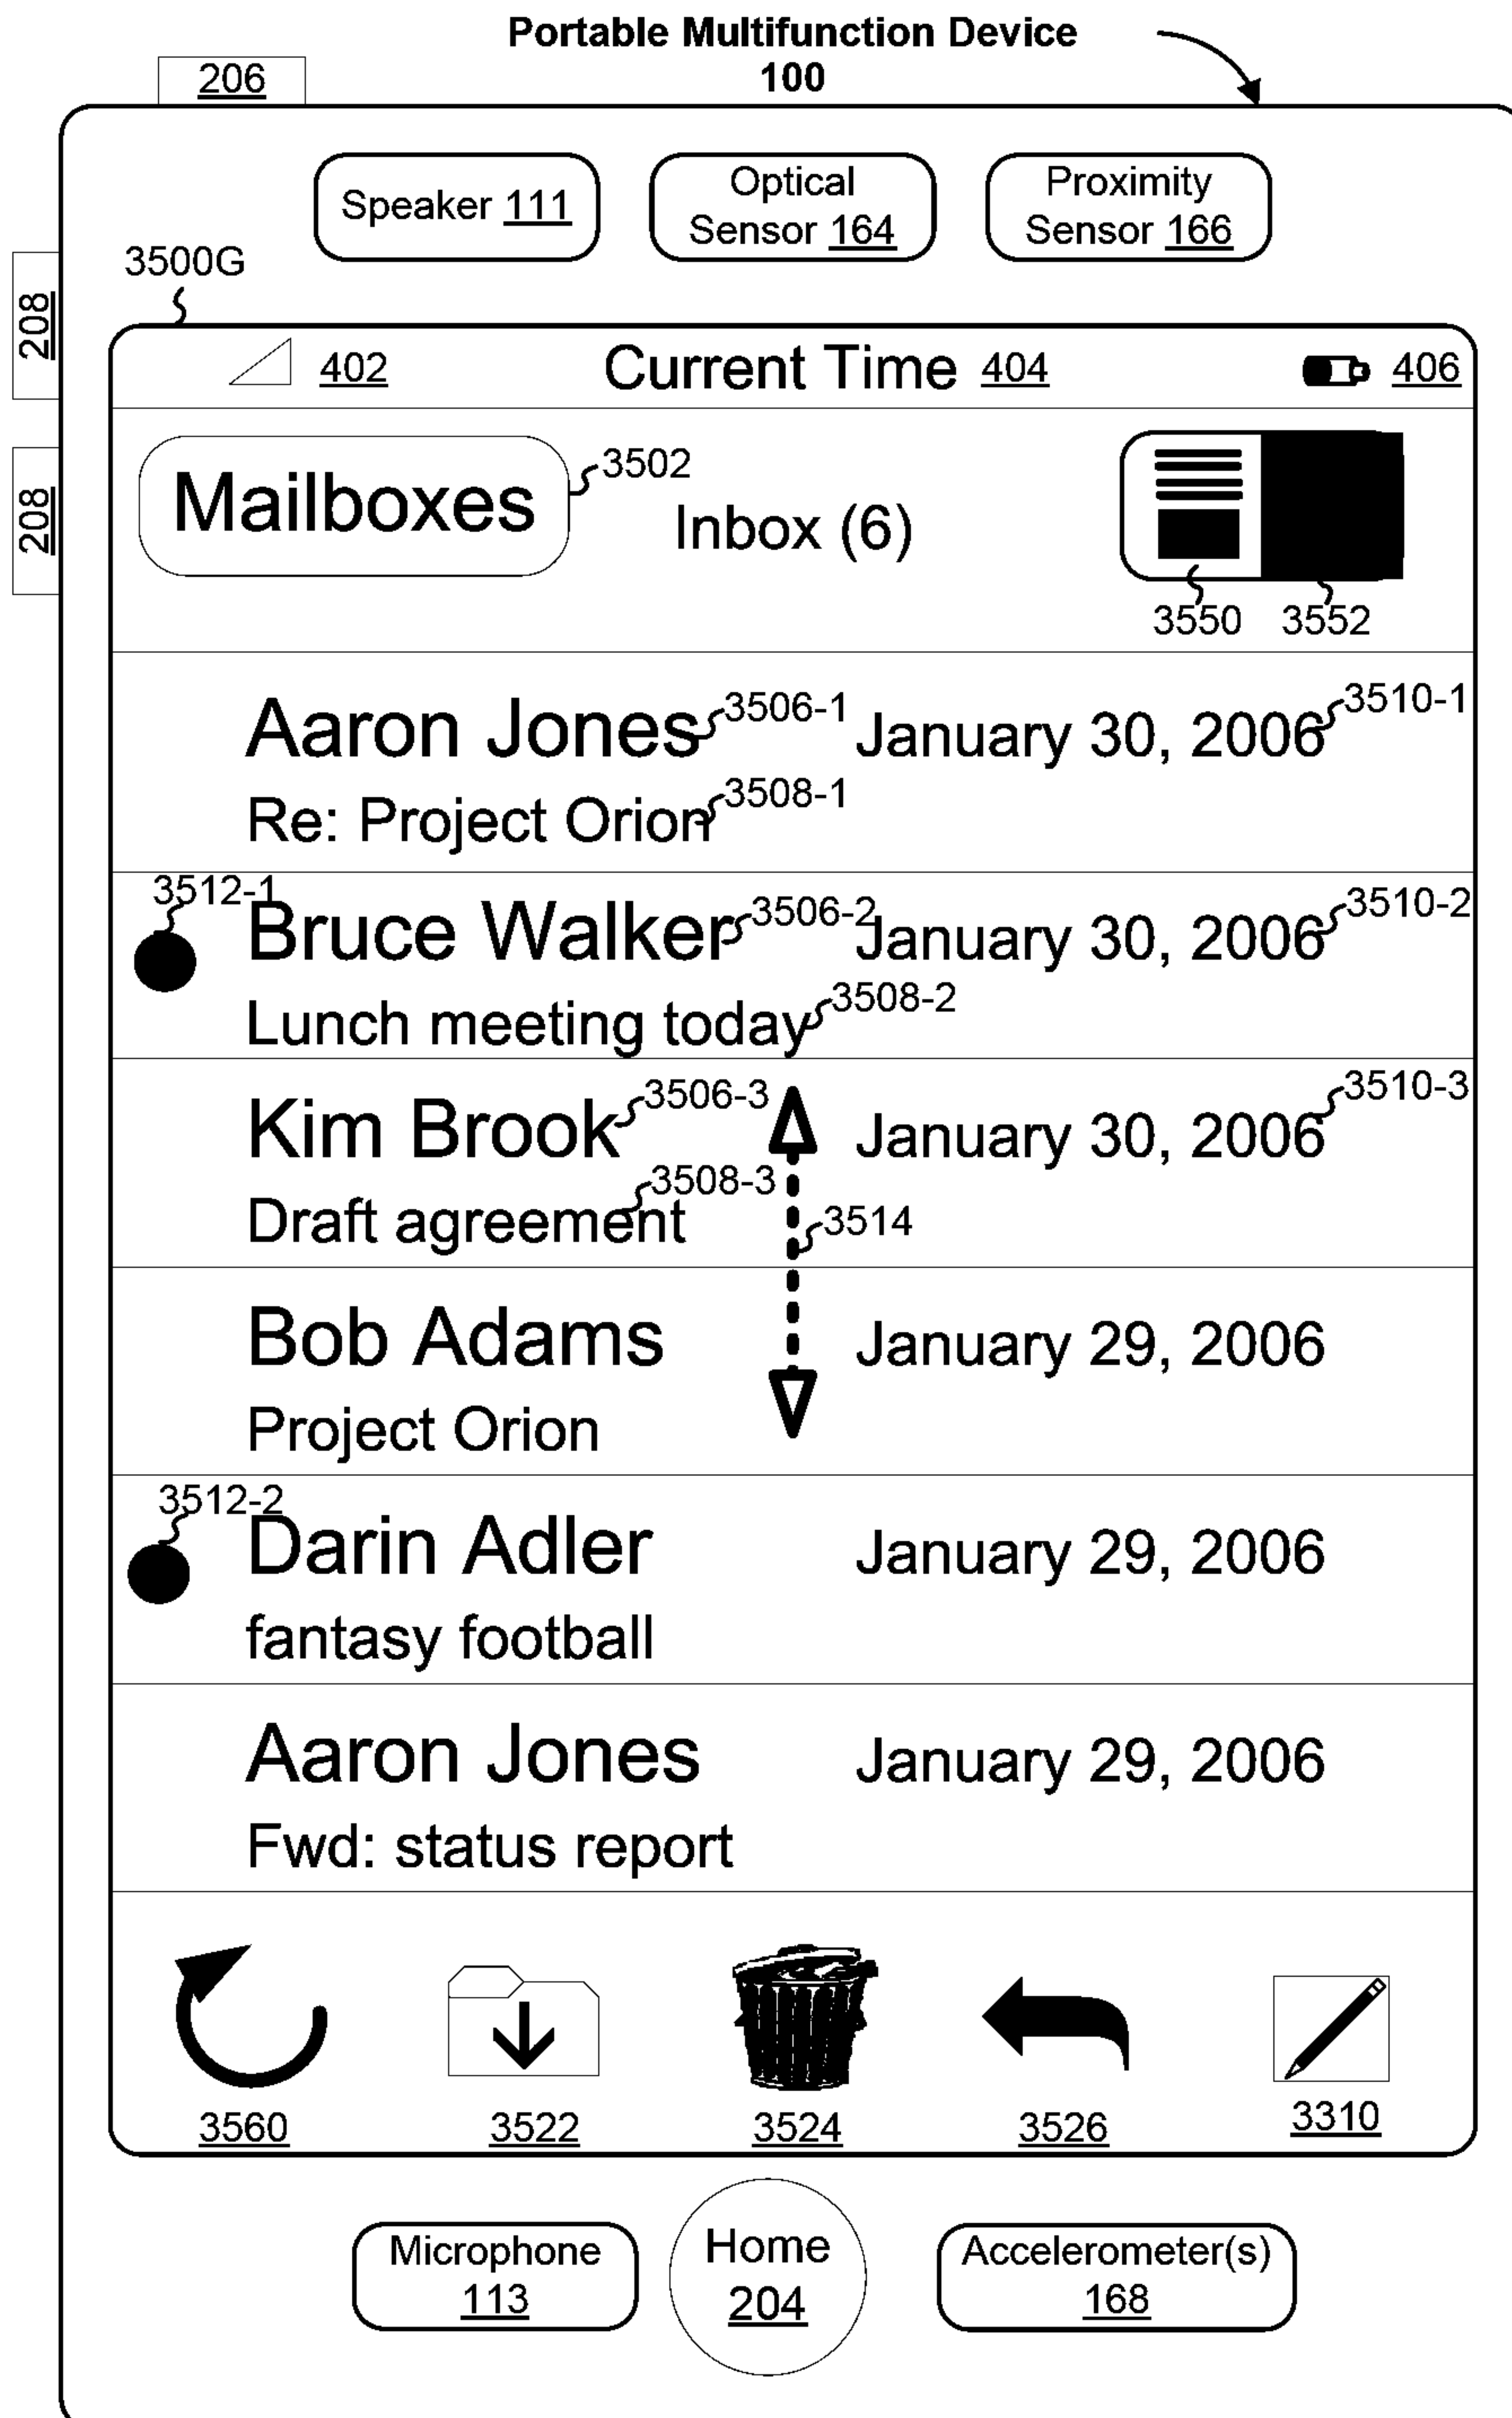 Portable Multifunction Device
100
206
Speaker 111
Optical
Sensor 164
Proximity
Sensor 166
3500G
208
208
402
Current Time 404
406
Mailboxes
3502
Inbox (6)
3550
3552
Aaron Jones
3506-1
January 30, 2006
3510-1
Re: Project Orion
3508-1
3512-1
Bruce Walker
3506-2
January 30, 2006
3510-2
Lunch meeting today
3508-2
Kim Brook
3506-3
January 30, 2006
3510-3
Draft agreement
3508-3
3514
Bob Adams
January 29, 2006
Project Orion
3512-2
Darin Adler
January 29, 2006
fantasy football
Aaron Jones
January 29, 2006
Fwd: status report
3560
3522
3524
3526
3310
Microphone
113
Home
204
Accelerometer(s)
168